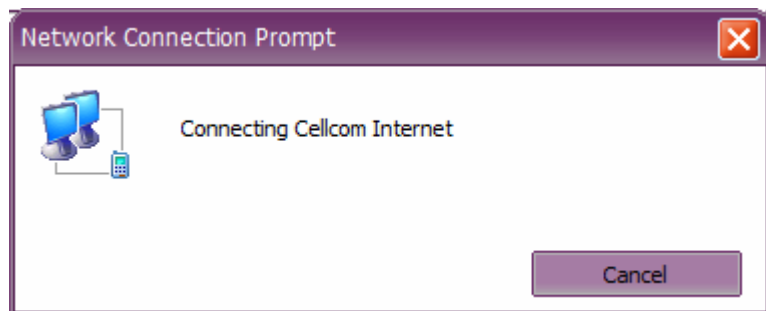 Network Connection Prompt
Connecting Cellcom Internet
Cancel